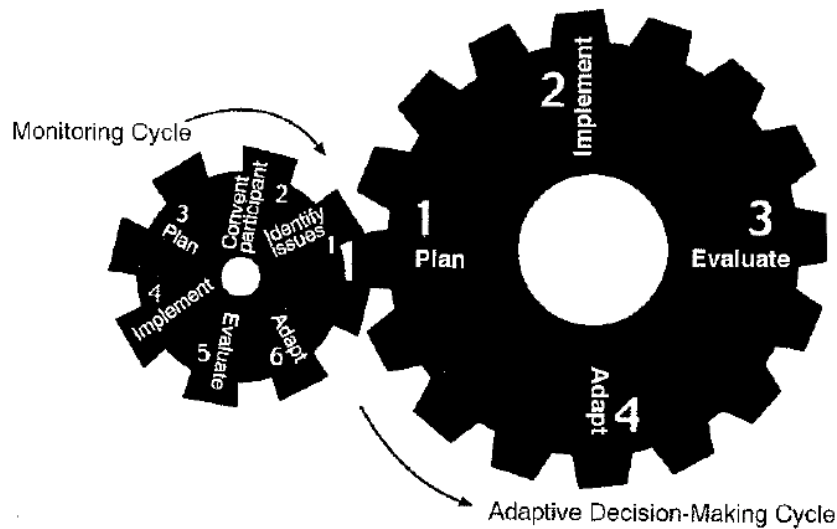 Monitoring Cycle
1
Identify
Issues
2
Convent
participant
3
Plan
4
Implement
5
Evaluate
6
Adapt
1
1
Plan
2
Implement
3
Evaluate
4
Adapt
Adaptive Decision-Making Cycle